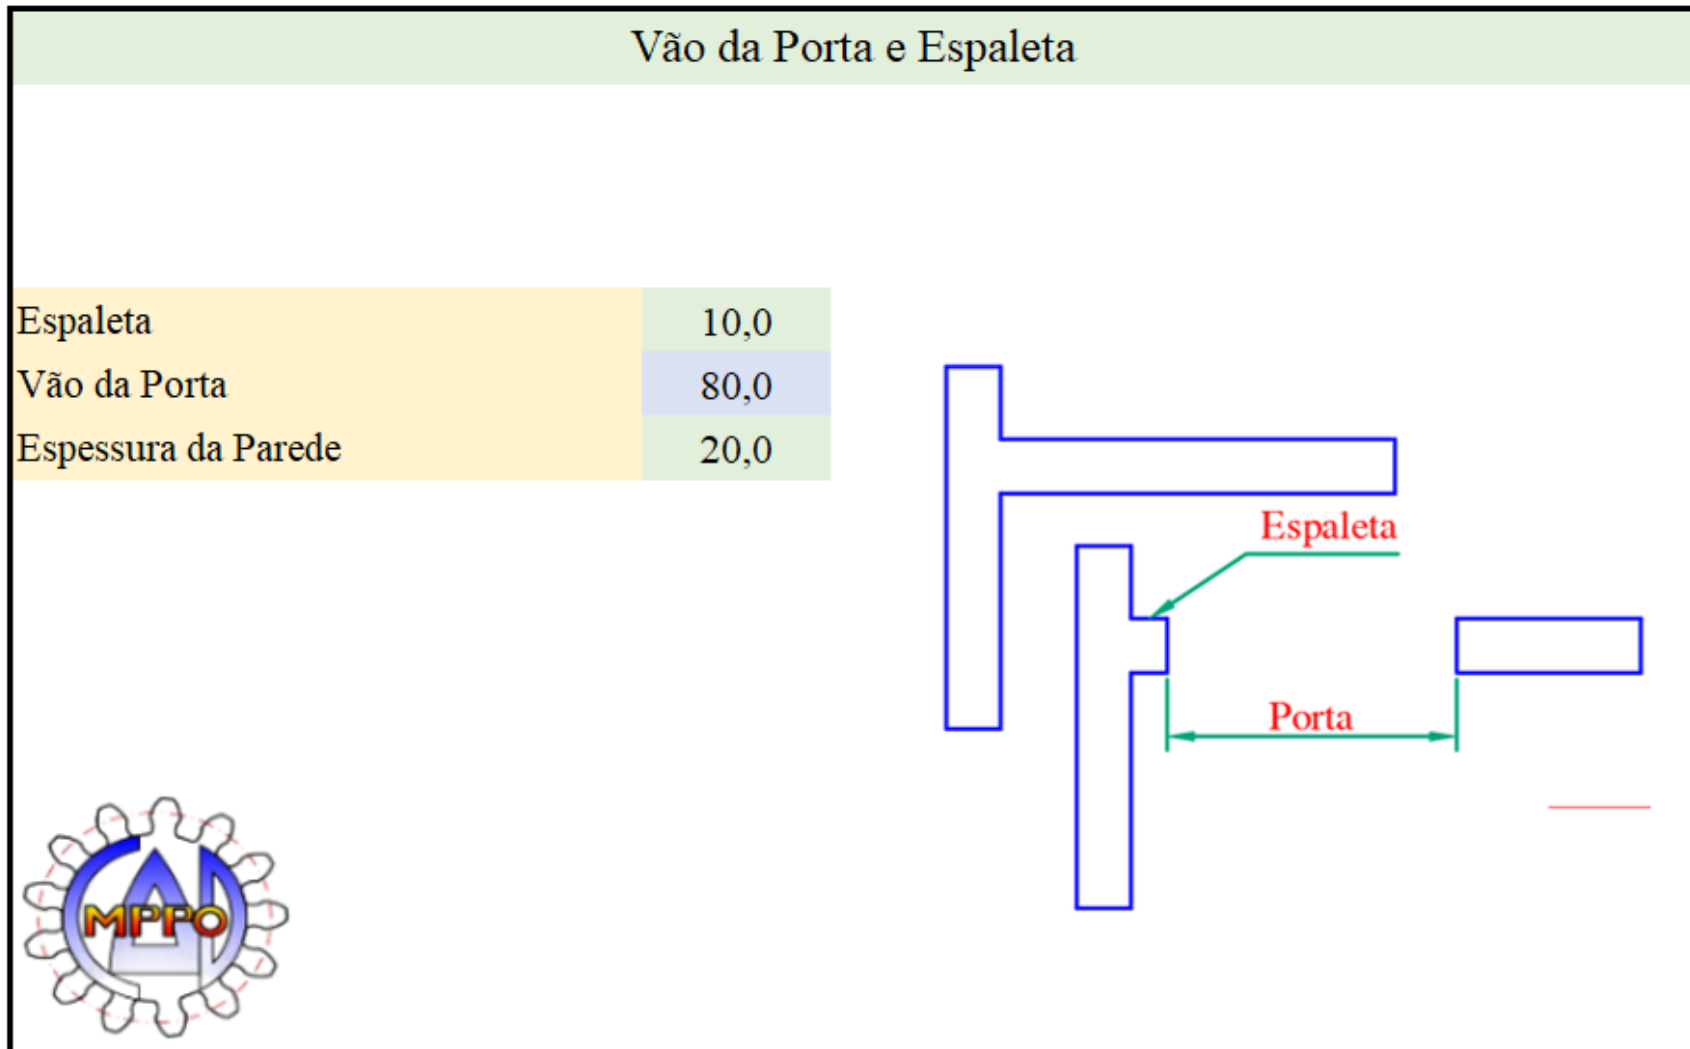 Vão da Porta e Espaleta
Espaleta 10,0
Vão da Porta 80,0
Espessura da Parede 20,0
Espaleta
Porta
MPPO